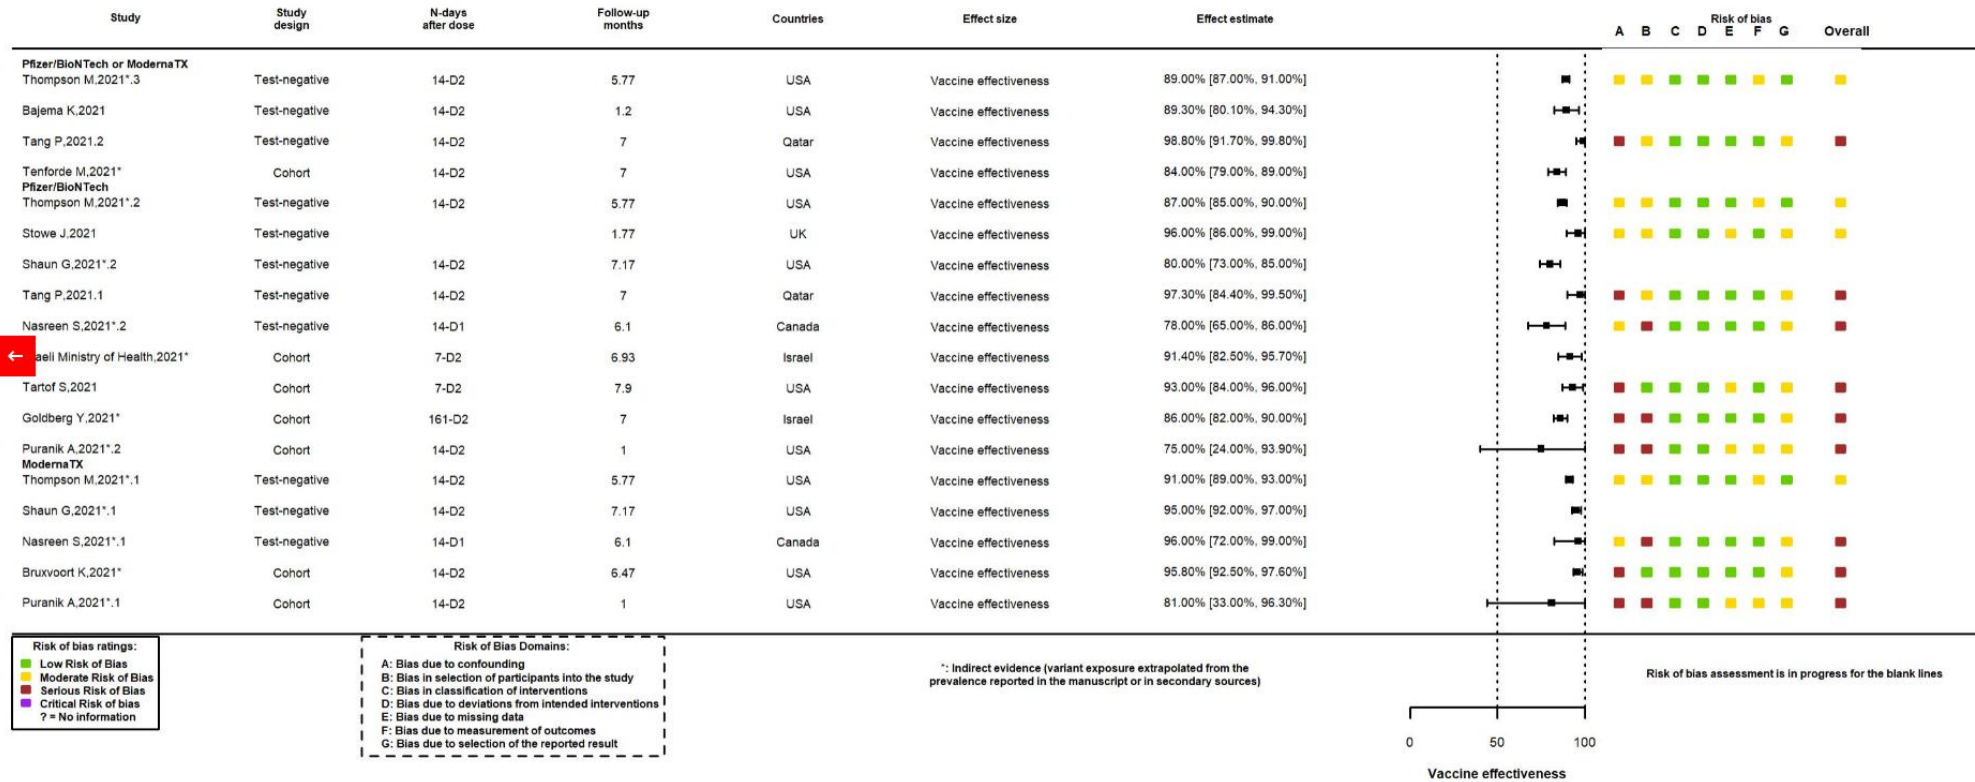 Study Study design N-days after dose Follow-up months Countries Effect size Effect estimate Risk of bias
A B C D E F G Overall
Pfizer/BioNTech or ModernaTX
Thompson M,2021*.3 Test-negative 14-D2 5.77 USA Vaccine effectiveness 89.00% [87.00%, 91.00%]
Bajema K,2021 Test-negative 14-D2 1.2 USA Vaccine effectiveness 89.30% [80.10%, 94.30%]
Tang P,2021.2 Test-negative 14-D2 7 Qatar Vaccine effectiveness 98.80% [91.70%, 99.80%]
Tenforde M,2021* Cohort 14-D2 7 USA Vaccine effectiveness 84.00% [79.00%, 89.00%]
Pfizer/BioNTech
Thompson M,2021*.2 Test-negative 14-D2 5.77 USA Vaccine effectiveness 87.00% [85.00%, 90.00%]
Stowe J,2021 Test-negative 1.77 UK Vaccine effectiveness 96.00% [86.00%, 99.00%]
Shaun G,2021*.2 Test-negative 14-D2 7.17 USA Vaccine effectiveness 80.00% [73.00%, 85.00%]
Tang P,2021.1 Test-negative 14-D2 7 Qatar Vaccine effectiveness 97.30% [84.40%, 99.50%]
Nasreen S,2021*.2 Test-negative 14-D1 6.1 Canada Vaccine effectiveness 78.00% [65.00%, 86.00%]
aeli Ministry of Health,2021* Cohort 7-D2 6.93 Israel Vaccine effectiveness 91.40% [82.50%, 95.70%]
Tartof S,2021 Cohort 7-D2 7.9 USA Vaccine effectiveness 93.00% [84.00%, 96.00%]
Goldberg Y,2021* Cohort 161-D2 7 Israel Vaccine effectiveness 86.00% [82.00%, 90.00%]
Puranik A,2021*.2 Cohort 14-D2 1 USA Vaccine effectiveness 75.00% [24.00%, 93.90%]
ModernaTX
Thompson M,2021*.1 Test-negative 14-D2 5.77 USA Vaccine effectiveness 91.00% [89.00%, 93.00%]
Shaun G,2021*.1 Test-negative 14-D2 7.17 USA Vaccine effectiveness 95.00% [92.00%, 97.00%]
Nasreen S,2021*.1 Test-negative 14-D1 6.1 Canada Vaccine effectiveness 96.00% [72.00%, 99.00%]
Bruxvoort K,2021* Cohort 14-D2 6.47 USA Vaccine effectiveness 95.80% [92.50%, 97.60%]
Puranik A,2021*.1 Cohort 14-D2 1 USA Vaccine effectiveness 81.00% [33.00%, 96.30%]
Risk of bias ratings:
Low Risk of Bias
Moderate Risk of Bias
Serious Risk of Bias
Critical Risk of bias
? = No information
Risk of Bias Domains:
A: Bias due to confounding
B: Bias in selection of participants into the study
C: Bias in classification of interventions
D: Bias due to deviations from intended interventions
E: Bias due to missing data
F: Bias due to measurement of outcomes
G: Bias due to selection of the reported result
*: Indirect evidence (variant exposure extrapolated from the
prevalence reported in the manuscript or in secondary sources)
Risk of bias assessment is in progress for the blank lines
0 50 100
Vaccine effectiveness